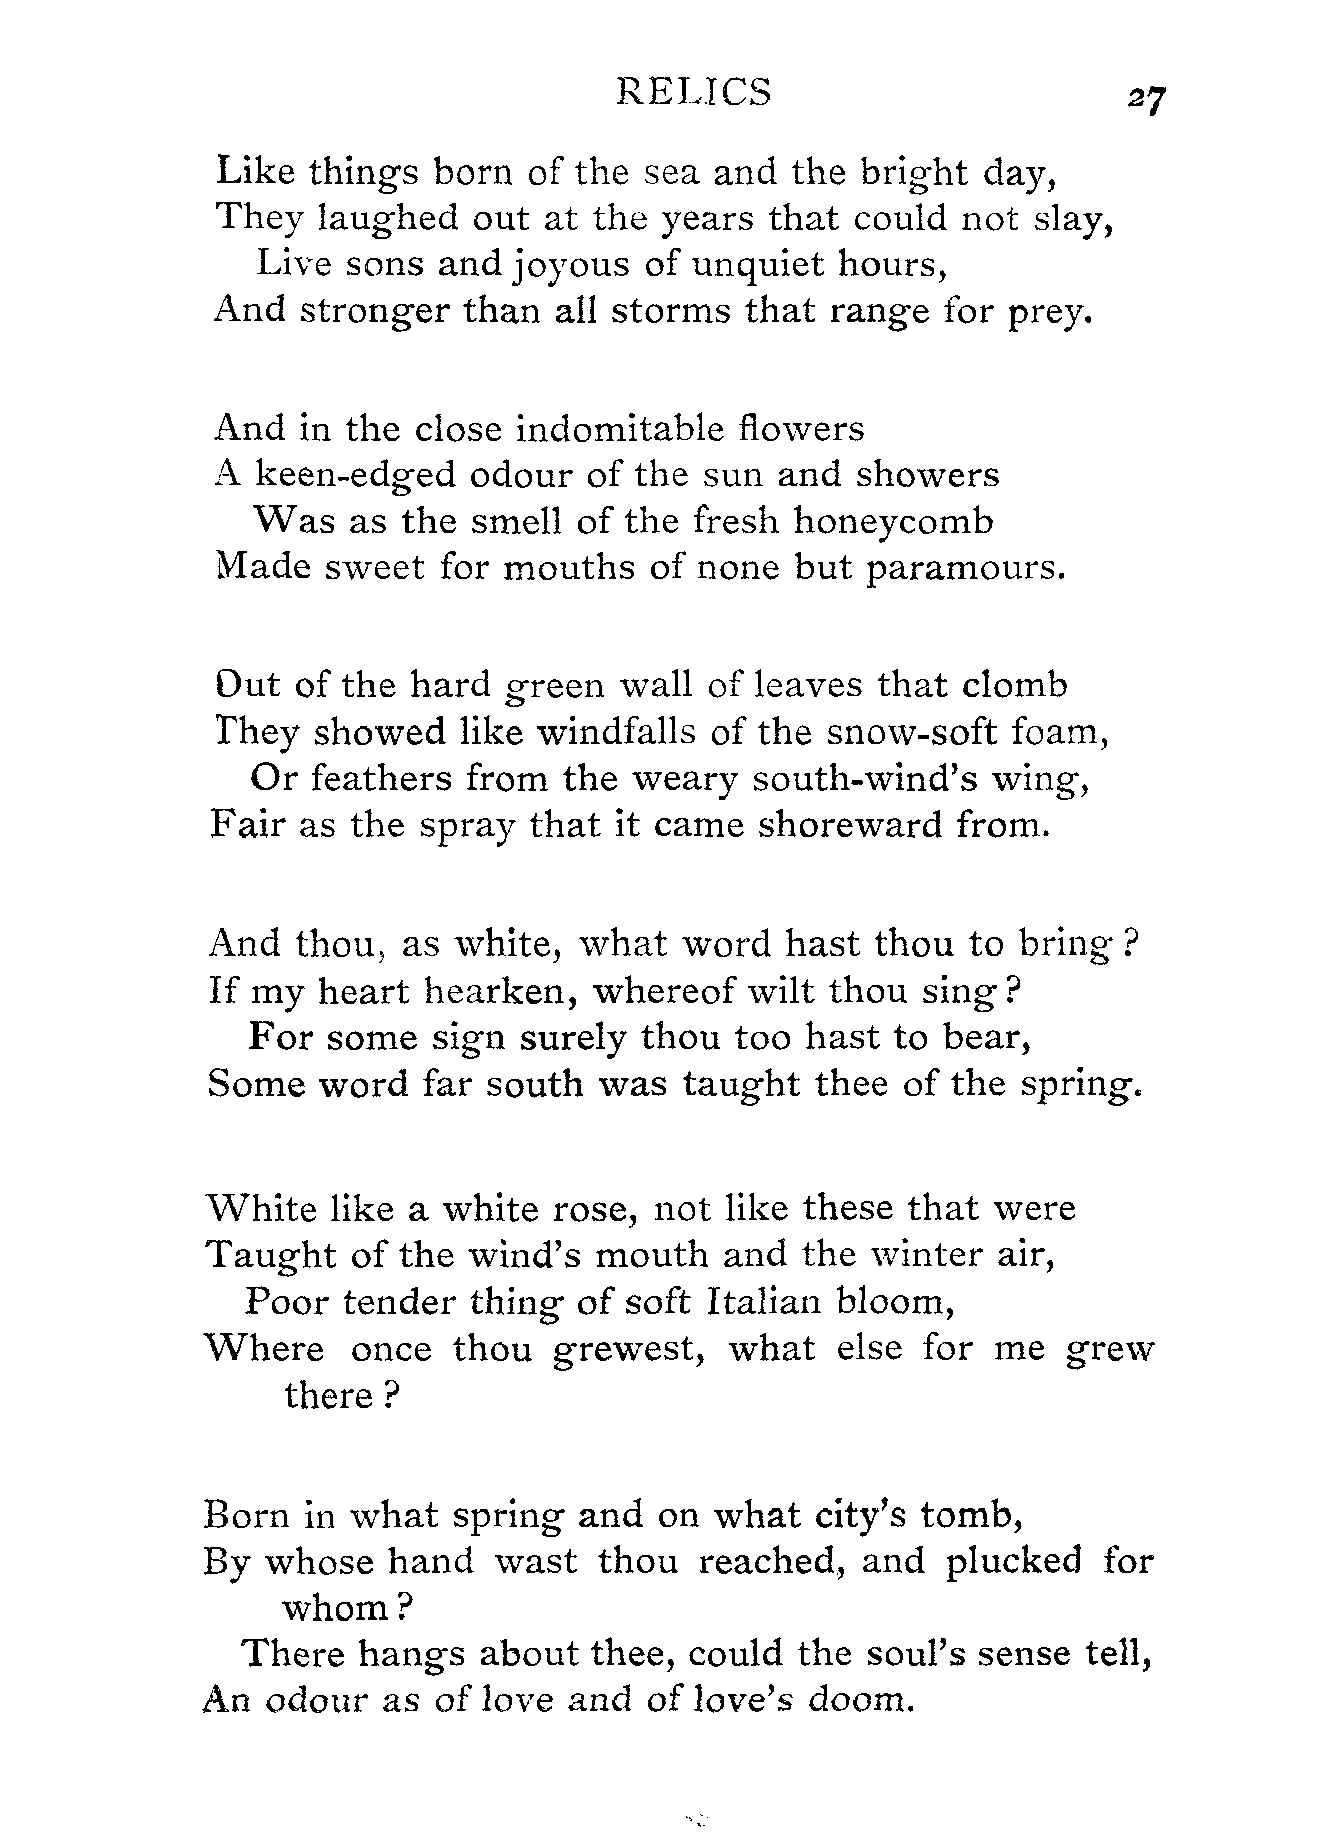 RELICS 27
Like things born of the sea and the bright day,
They laughed out at the years that could not slay,
Live sons and joyous of unquiet hours,
And stronger than all storms that range for prey.
And in the close indomitable flowers
A keen-edged odour of the sun and showers
Was as the smell of the fresh honeycomb
Made sweet for mouths of none but paramours.
Out of the hard green wall of leaves that clomb
They showed like windfalls of the snow-soft foam,
Or feathers from the weary south-wind's wing,
Fair as the spray that it came shoreward from.
And thou, as white, what word hast thou to bring?
If my heart hearken, whereof wilt thou sing?
For some sign surely thou too hast to bear,
Some word far south was taught thee of the spring.
White like a white rose, not like these that were
Taught of the wind's mouth and the winter air,
Poor tender thing of soft Italian bloom,
Where once thou grewest, what else for me grew
there?
Born in what spring and on what city's tomb,
By whose hand wast thou reached, and plucked for
whom?
There hangs about thee, could the soul's sense tell,
An odour as of love and of love's doom.